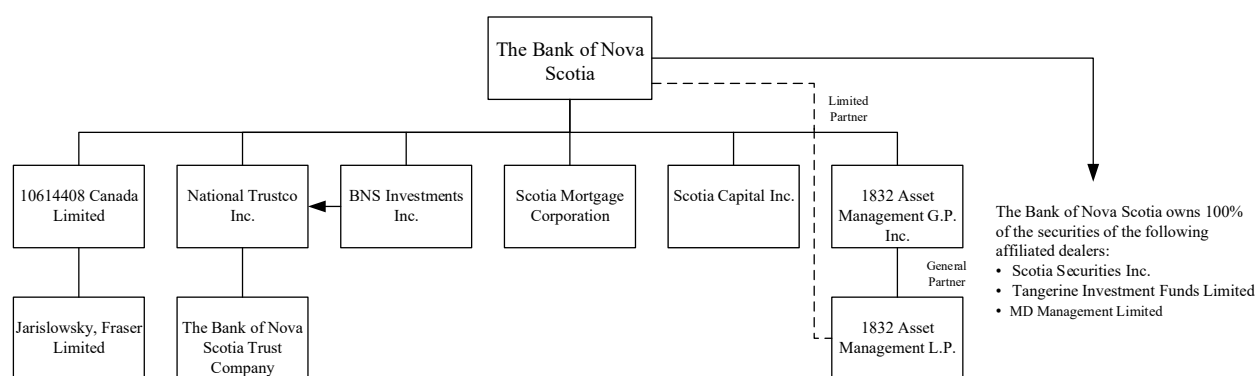 The Bank of Nova
Scotia
Limited
Partner
10614408 Canada
Limited
National Trustco
Inc.
BNS Investments
Inc.
Scotia Mortgage
Corporation
Scotia Capital Inc.
1832 Asset
Management G.P.
Inc.
The Bank of Nova Scotia owns 100%
of the securities of the following
affiliated dealers:
• Scotia Securities Inc.
• Tangerine Investment Funds Limited
• MD Management Limited
General
Partner
Jarislowsky, Fraser
Limited
The Bank of Nova
Scotia Trust
Company
1832 Asset
Management L.P.